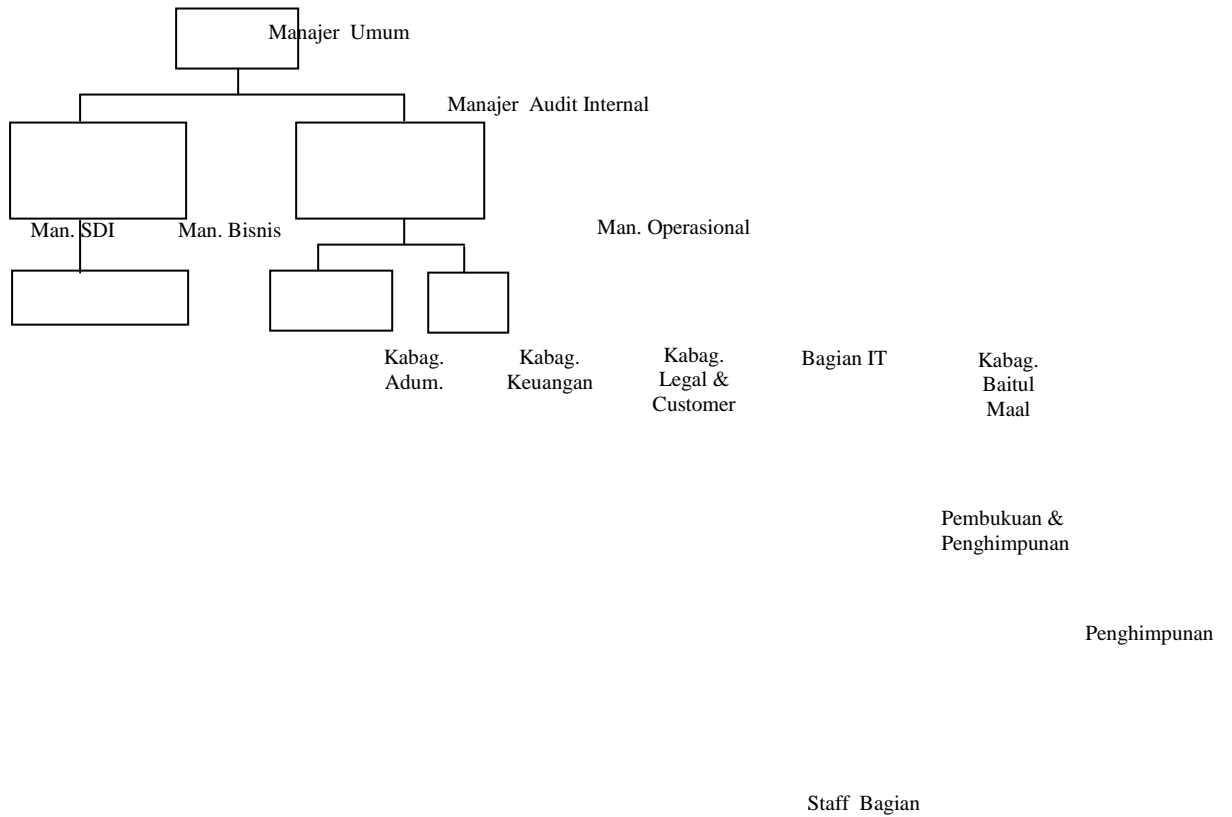 Manajer Umum
Manajer Audit Internal
Man. SDI
Man. Bisnis
Man. Operasional
Kabag.
Adum.
Kabag.
Keuangan
Kabag.
Legal &
Customer
Bagian IT
Kabag.
Baitul
Maal
Pembukuan &
Penghimpunan
Penghimpunan
Staff Bagian